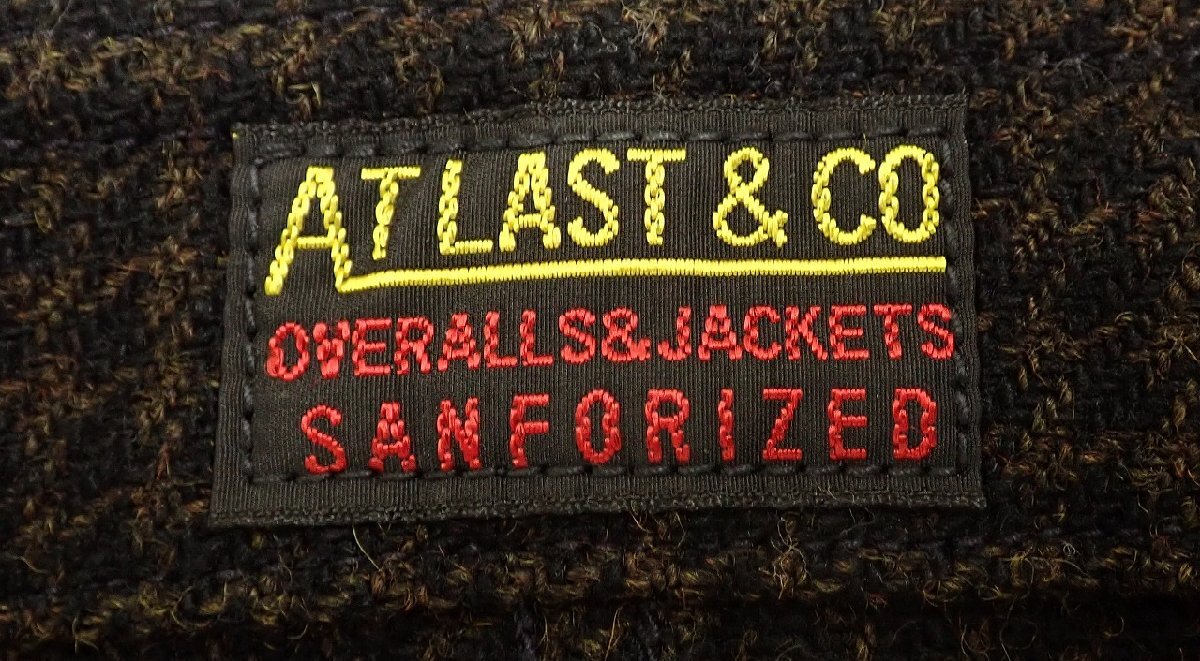 AT LAST & CO
OVERALLS&JACKETS
SANFORIZED